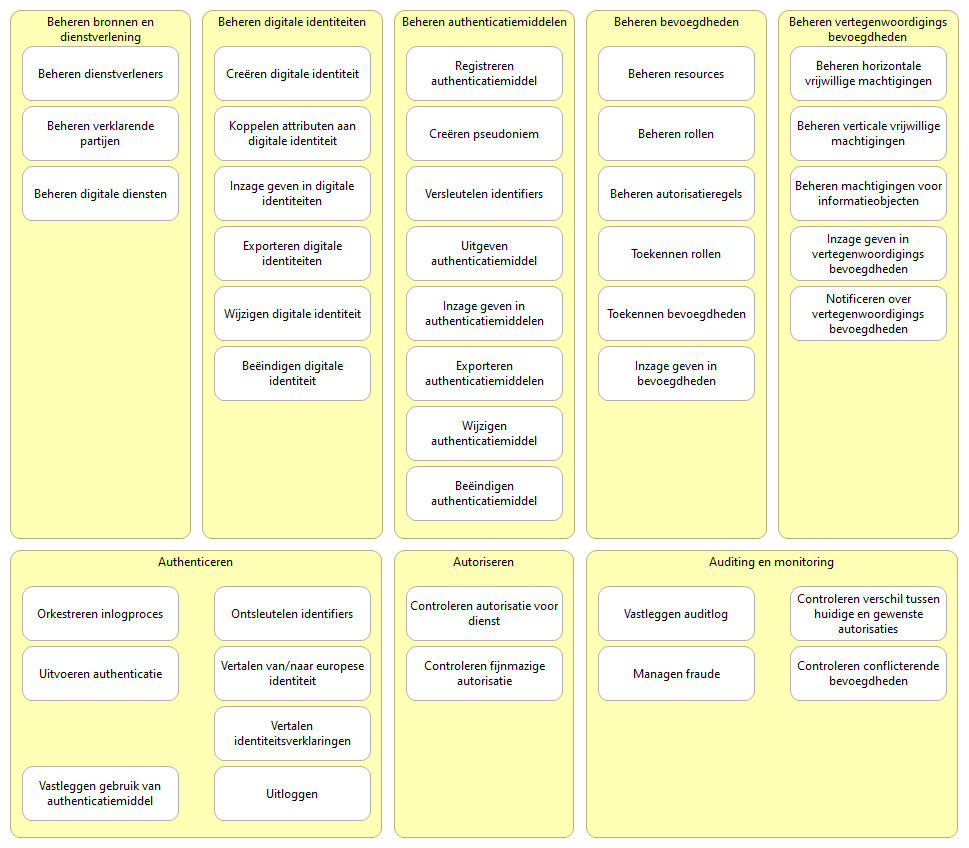 Beheren bronnen en
dienstverlening
Beheren dienstverleners
Beheren verklarende
partijen
Beheren digitale diensten
Beheren digitale identiteiten
Creëren digitale identiteit
Koppelen attributen aan
digitale identiteit
Inzage geven in digitale
identiteiten
Exporteren digitale
identiteiten
Wijzigen digitale identiteit
Beëindigen digitale
identiteit
Beheren authenticatiemiddelen
Registreren
authenticatiemiddel
Creëren pseudoniem
Versleutelen identifiers
Uitgeven
authenticatiemiddel
Inzage geven in
authenticatiemiddelen
Exporteren
authenticatiemiddelen
Wijzigen
authenticatiemiddel
Beëindigen
authenticatiemiddel
Beheren bevoegdheden
Beheren resources
Beheren rollen
Beheren autorisatieregels
Toekennen rollen
Toekennen bevoegdheden
Inzage geven in
bevoegdheden
Beheren vertegenwoordigings
bevoegdheden
Beheren horizontale
vrijwillige machtigingen
Beheren verticale vrijwillige
machtigingen
Beheren machtigingen voor
informatieobjecten
Inzage geven in
vertegenwoordigings
bevoegdheden
Notificeren over
vertegenwoordigings
bevoegdheden
Authenticeren
Orkestreren inlogproces
Uitvoeren authenticatie
Vastleggen gebruik van
authenticatiemiddel
Ontsleutelen identifiers
Vertalen van/naar europese
identiteit
Vertalen
identiteitsverklaringen
Uitloggen
Autoriseren
Controleren autorisatie voor
dienst
Controleren fijnmazige
autorisatie
Auditing en monitoring
Vastleggen auditlog
Managen fraude
Controleren verschil tussen
huidige en gewenste
autorisaties
Controleren conflicterende
bevoegdheden